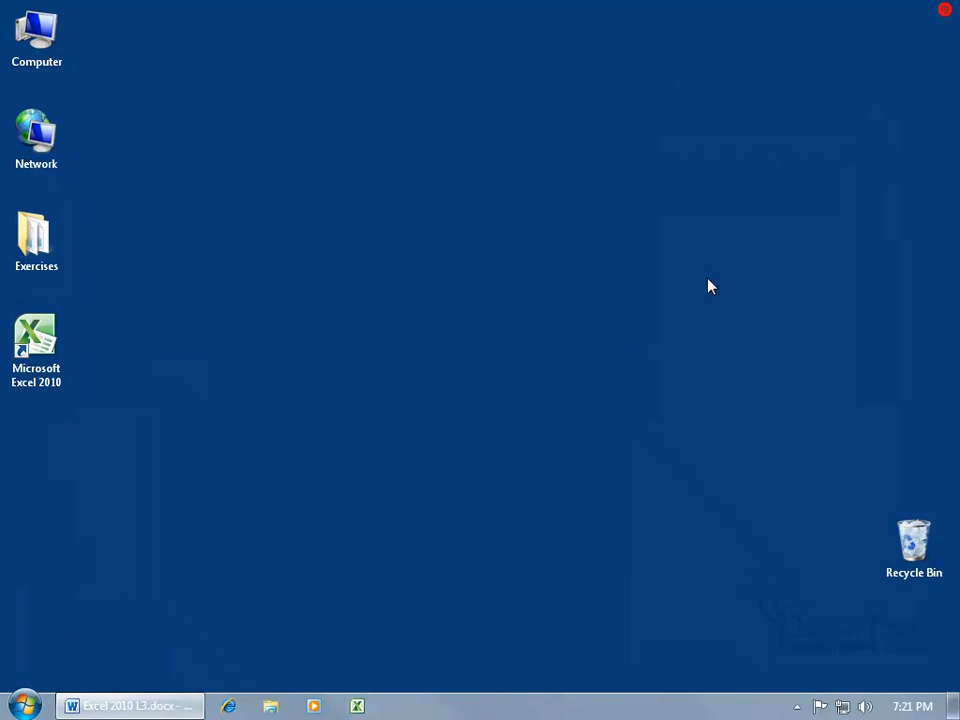 Computer
Network
Exercises
Microsoft
Excel 2010
Recycle Bin
Excel 2010 L3.docx - ...
7:21 PM